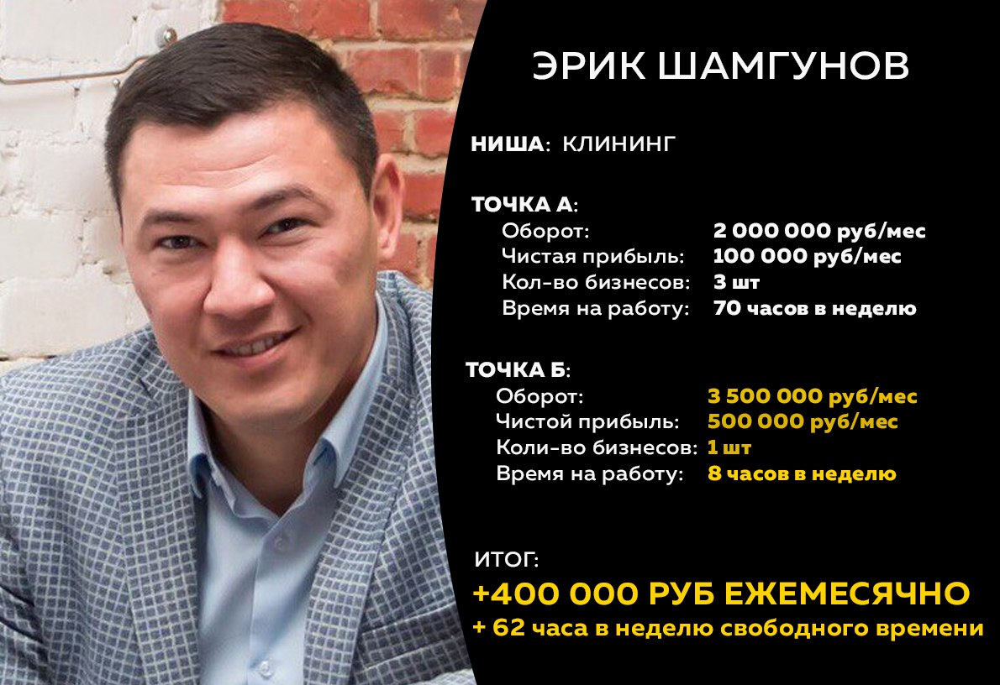 ЭРИК ШАМГУНОВ
НИША: КЛИНИНГ
ТОЧКА А:
Оборот: 2 000 000 руб/мес
Чистая прибыль: 100 000 руб/мес
Кол-во бизнесов: 3 шт
Время на работу: 70 часов в неделю
ТОЧКА Б:
Оборот: 3 500 000 руб/мес
Чистой прибыль: 500 000 руб/мес
Коли-во бизнесов: 1 шт
Время на работу: 8 часов в неделю
ИТОГ:
+400 000 РУБ ЕЖЕМЕСЯЧНО
+ 62 часа в неделю свободного времени